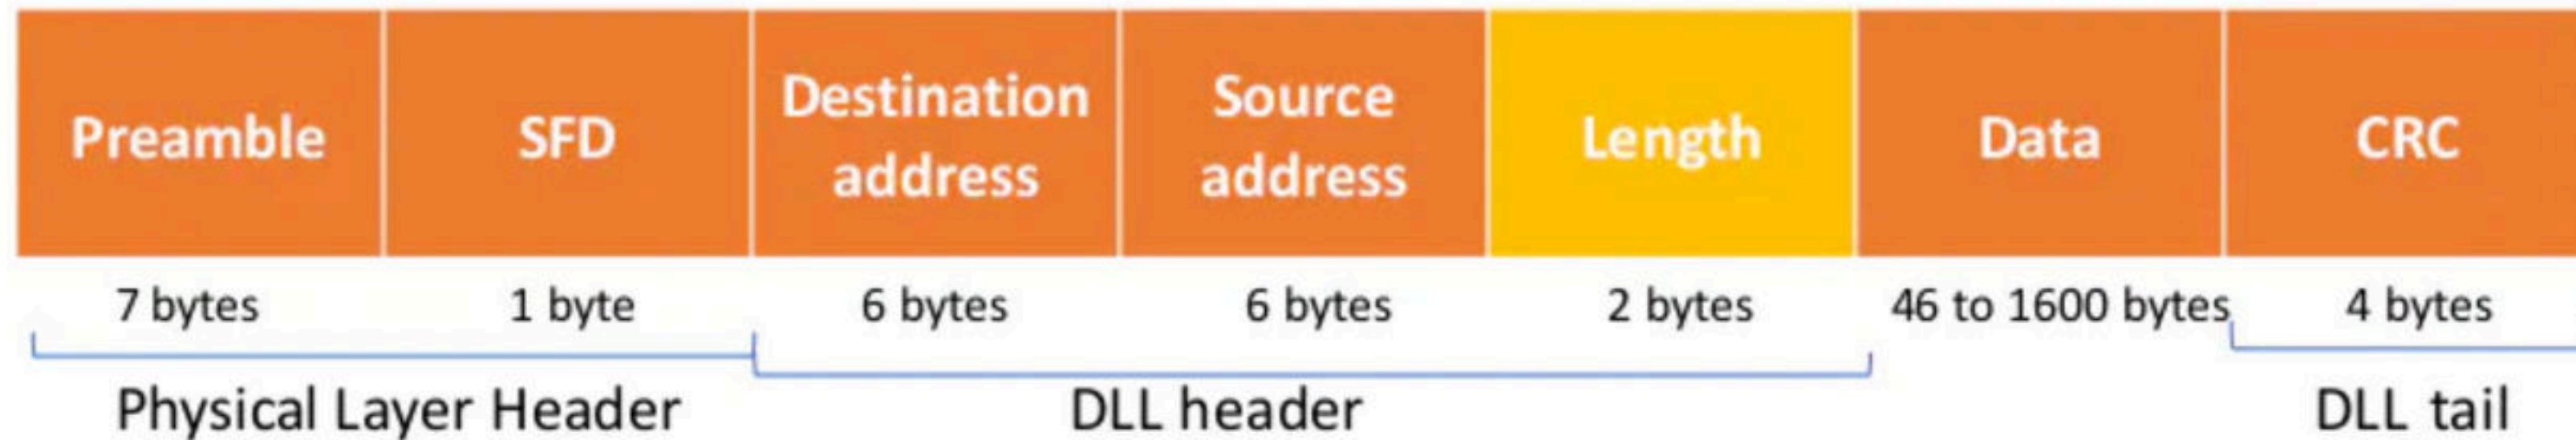 Preamble
SFD
Destination
address
Source
address
Length
Data
CRC
7 bytes
1 byte
6 bytes
6 bytes
2 bytes
46 to 1600 bytes
4 bytes
Physical Layer Header
DLL header
DLL tail